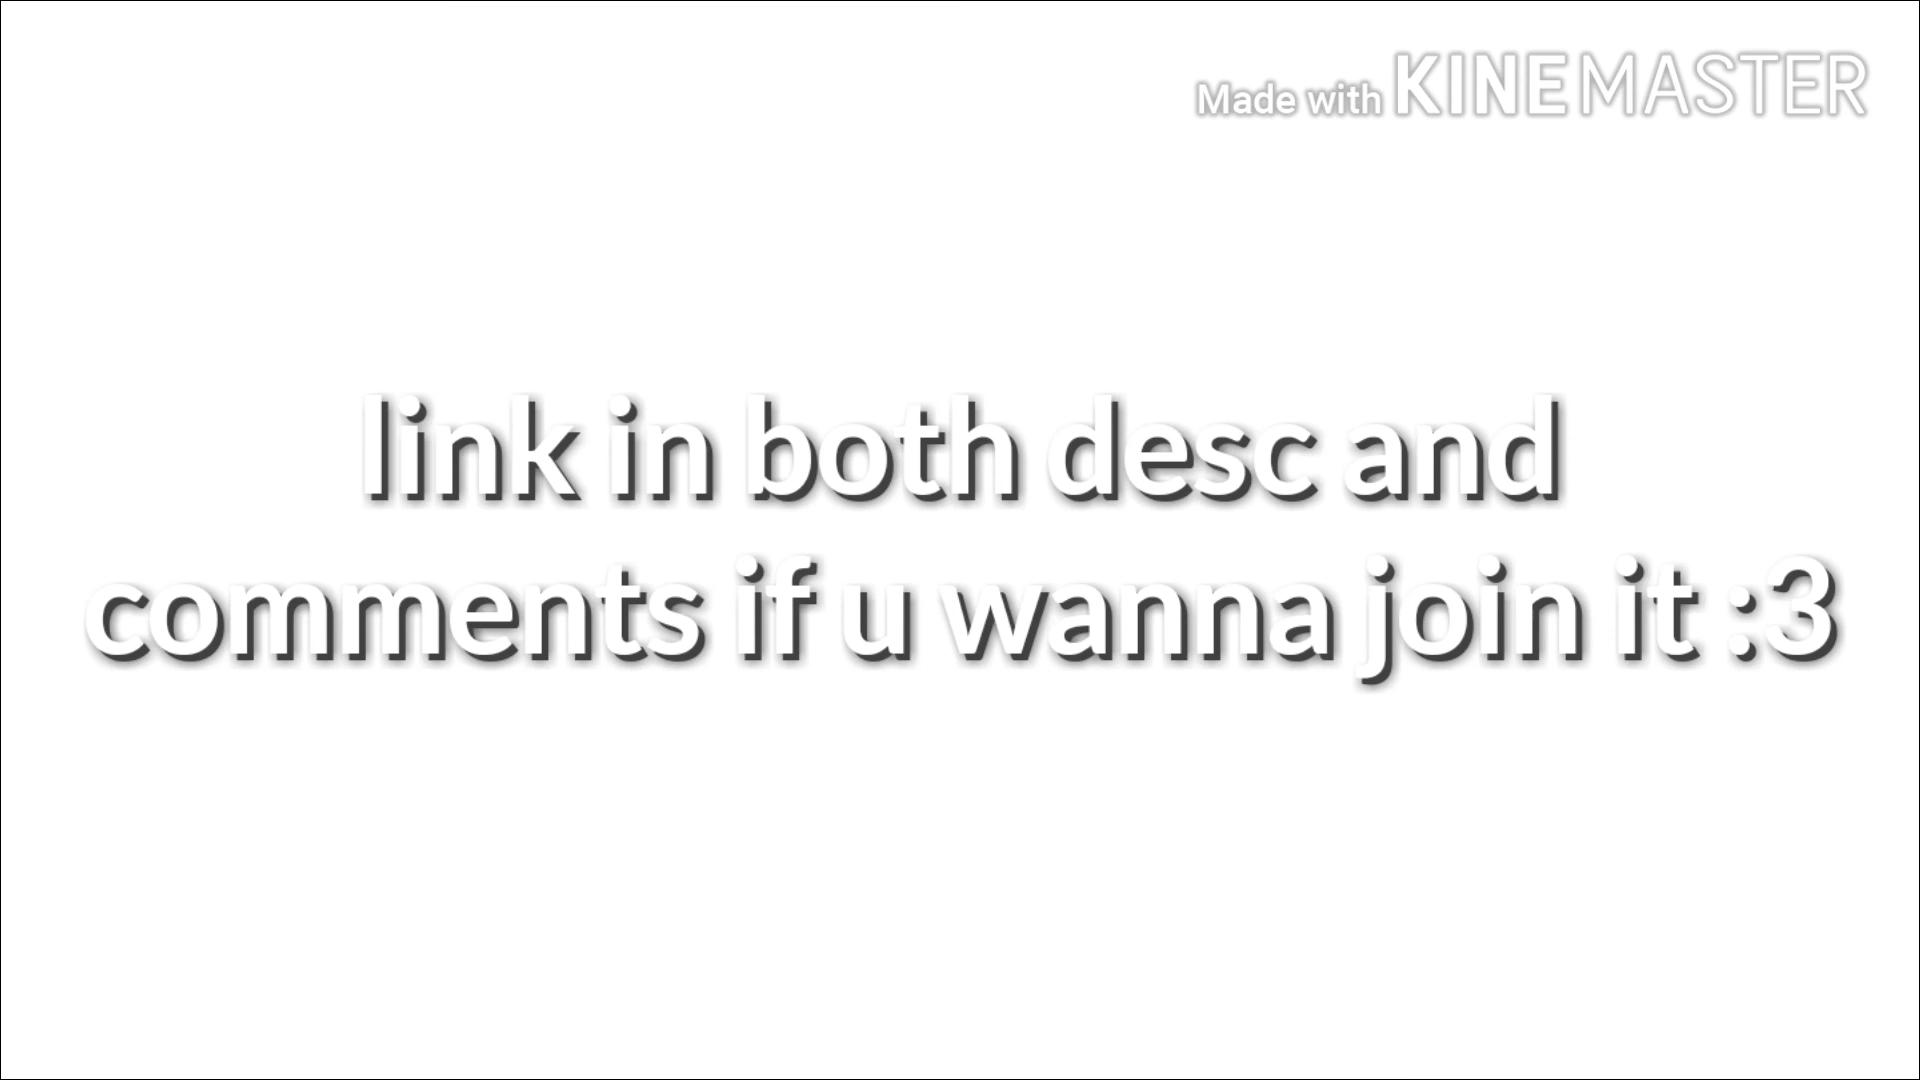 Made with KINEMASTER
link in both desc and
comments if u wanna join it :3